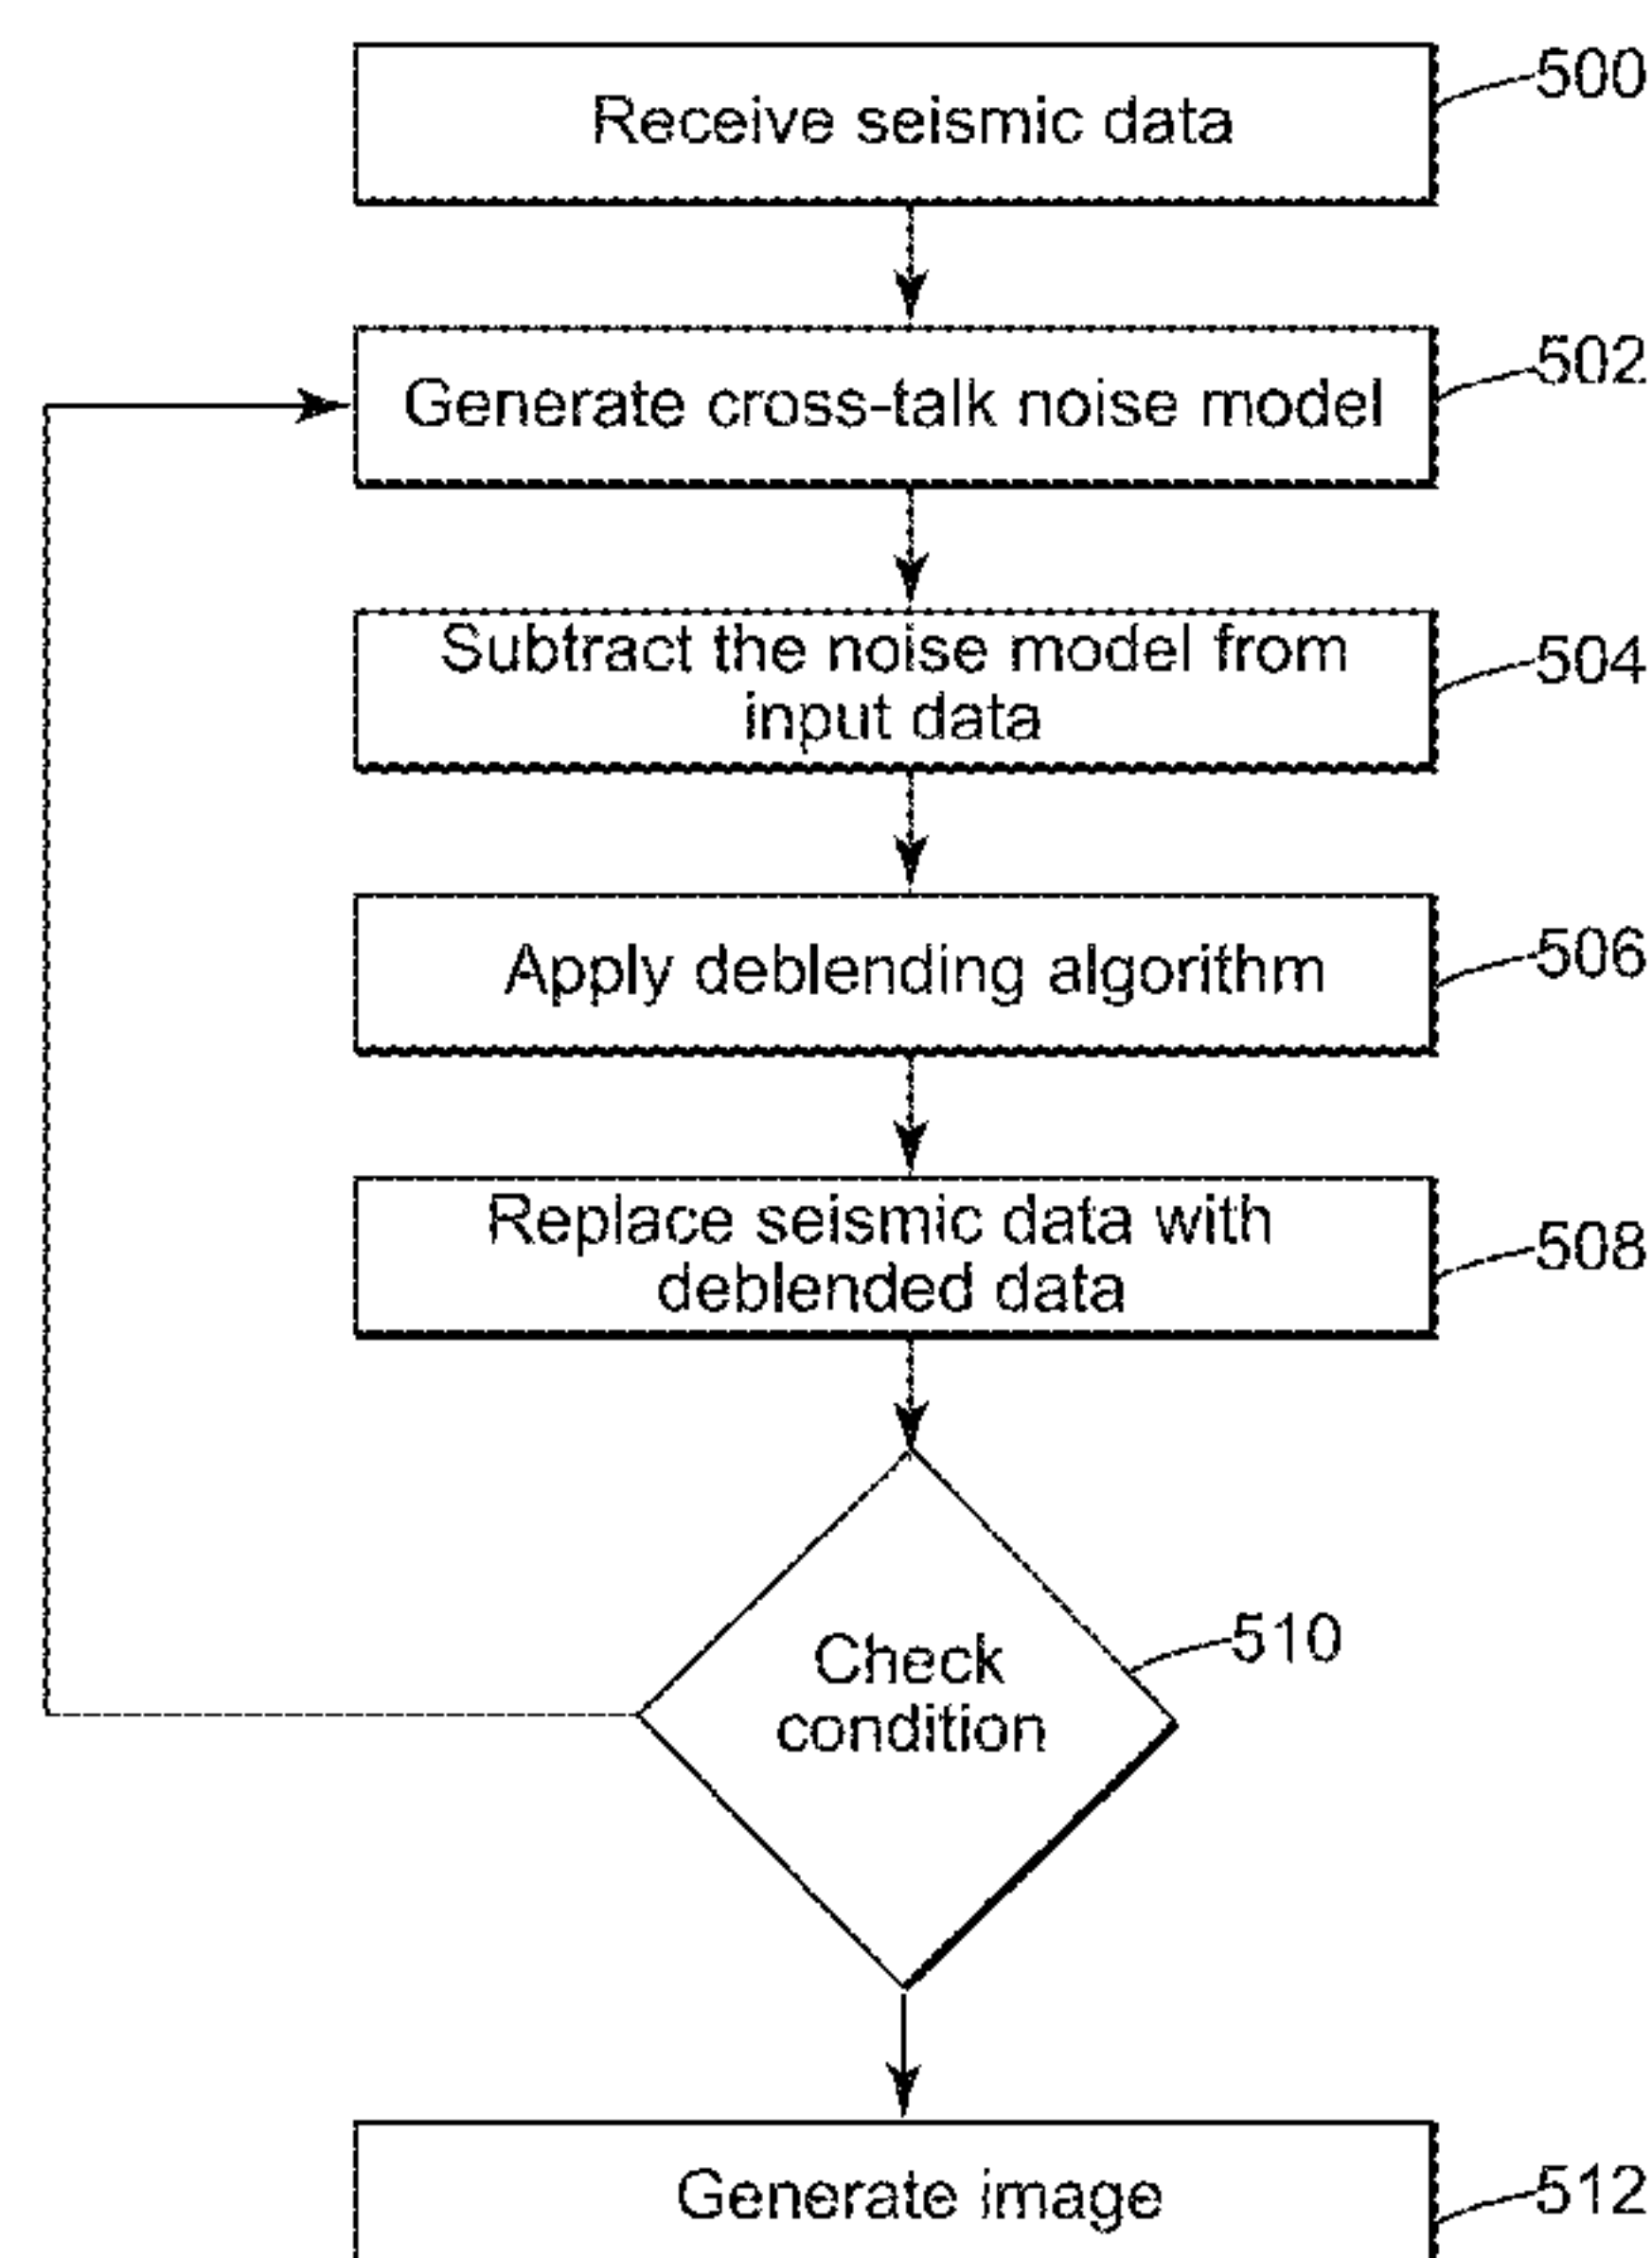 Receive seismic data
500
Generate cross-talk noise model
502
Subtract the noise model from
input data
504
Apply deblending algorithm
506
Replace seismic data with
deblended data
508
Check
condition
510
Generate image
512